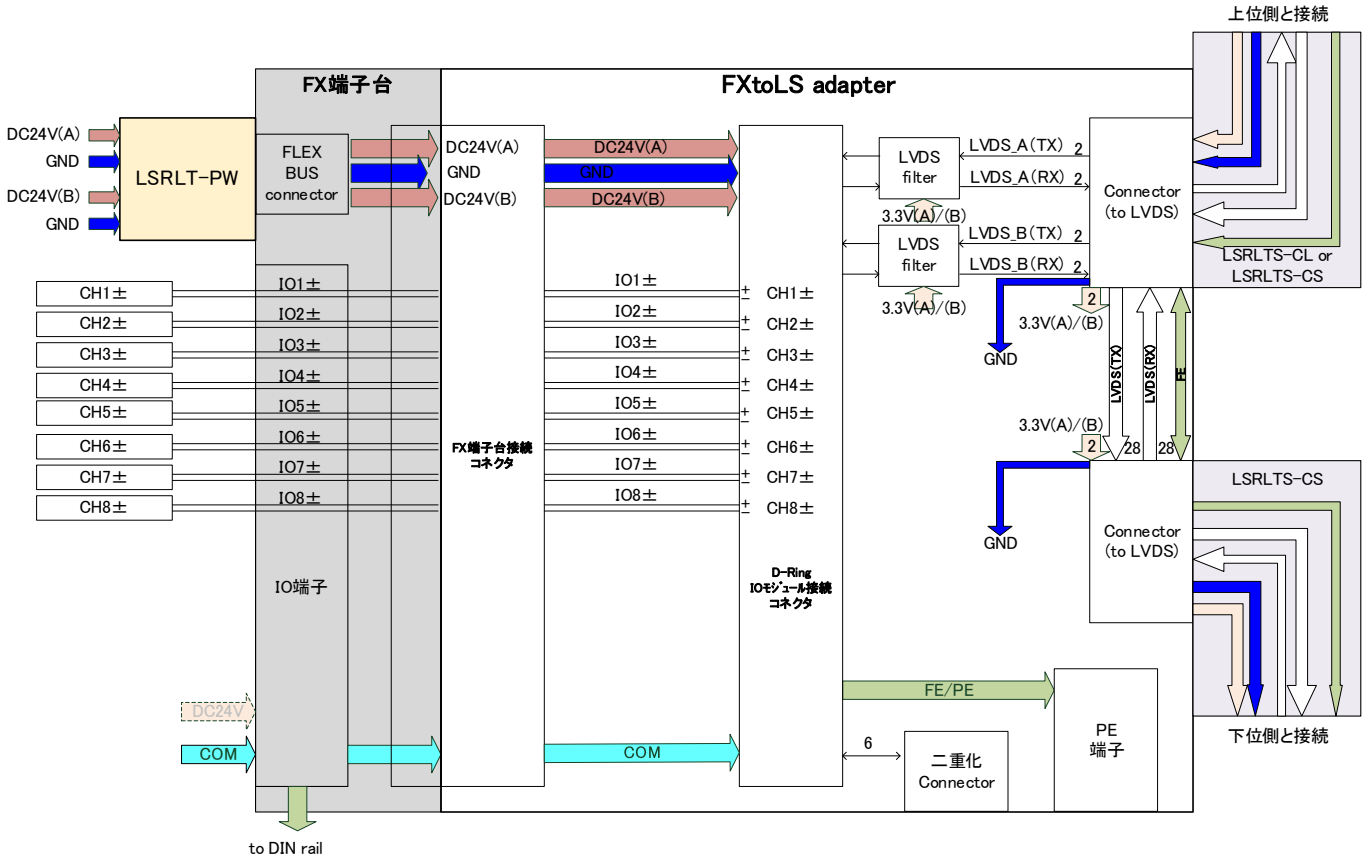 上位側と接続
FX端子台
FXtoLS adapter
DC24V(A)
GND
DC24V(B)
GND
LSRLT-PW
FLEX
BUS
connector
DC24V(A)
GND
DC24V(B)
DC24V(A)
GND
DC24V(B)
LVDS
filter
LVDS_A(TX) 2
LVDS_A(RX) 2
3.3V(A)/(B)
LVDS
filter
LVDS_B(TX) 2
LVDS_B(RX) 2
3.3V(A)/(B)
Connector
(to LVDS)
LSRLTS-CL or
LSRLTS-CS
GND
2
3.3V(A)/(B)
LVDS(TX)
LVDS(RX)
FE
3.3V(A)/(B)
2
28
28
GND
CH1±
CH2±
CH3±
CH4±
CH5±
CH6±
CH7±
CH8±
IO1±
IO2±
IO3±
IO4±
IO5±
IO6±
IO7±
IO8±
IO端子
FX端子台接続
コネクタ
IO1±
IO2±
IO3±
IO4±
IO5±
IO6±
IO7±
IO8±
± CH1±
± CH2±
± CH3±
± CH4±
± CH5±
± CH6±
± CH7±
± CH8±
D-Ring
IOモジュール接続
コネクタ
Connector
(to LVDS)
LSRLTS-CS
下位側と接続
DC24V
COM
COM
FE/PE
6
二重化
Connector
PE
端子
to DIN rail